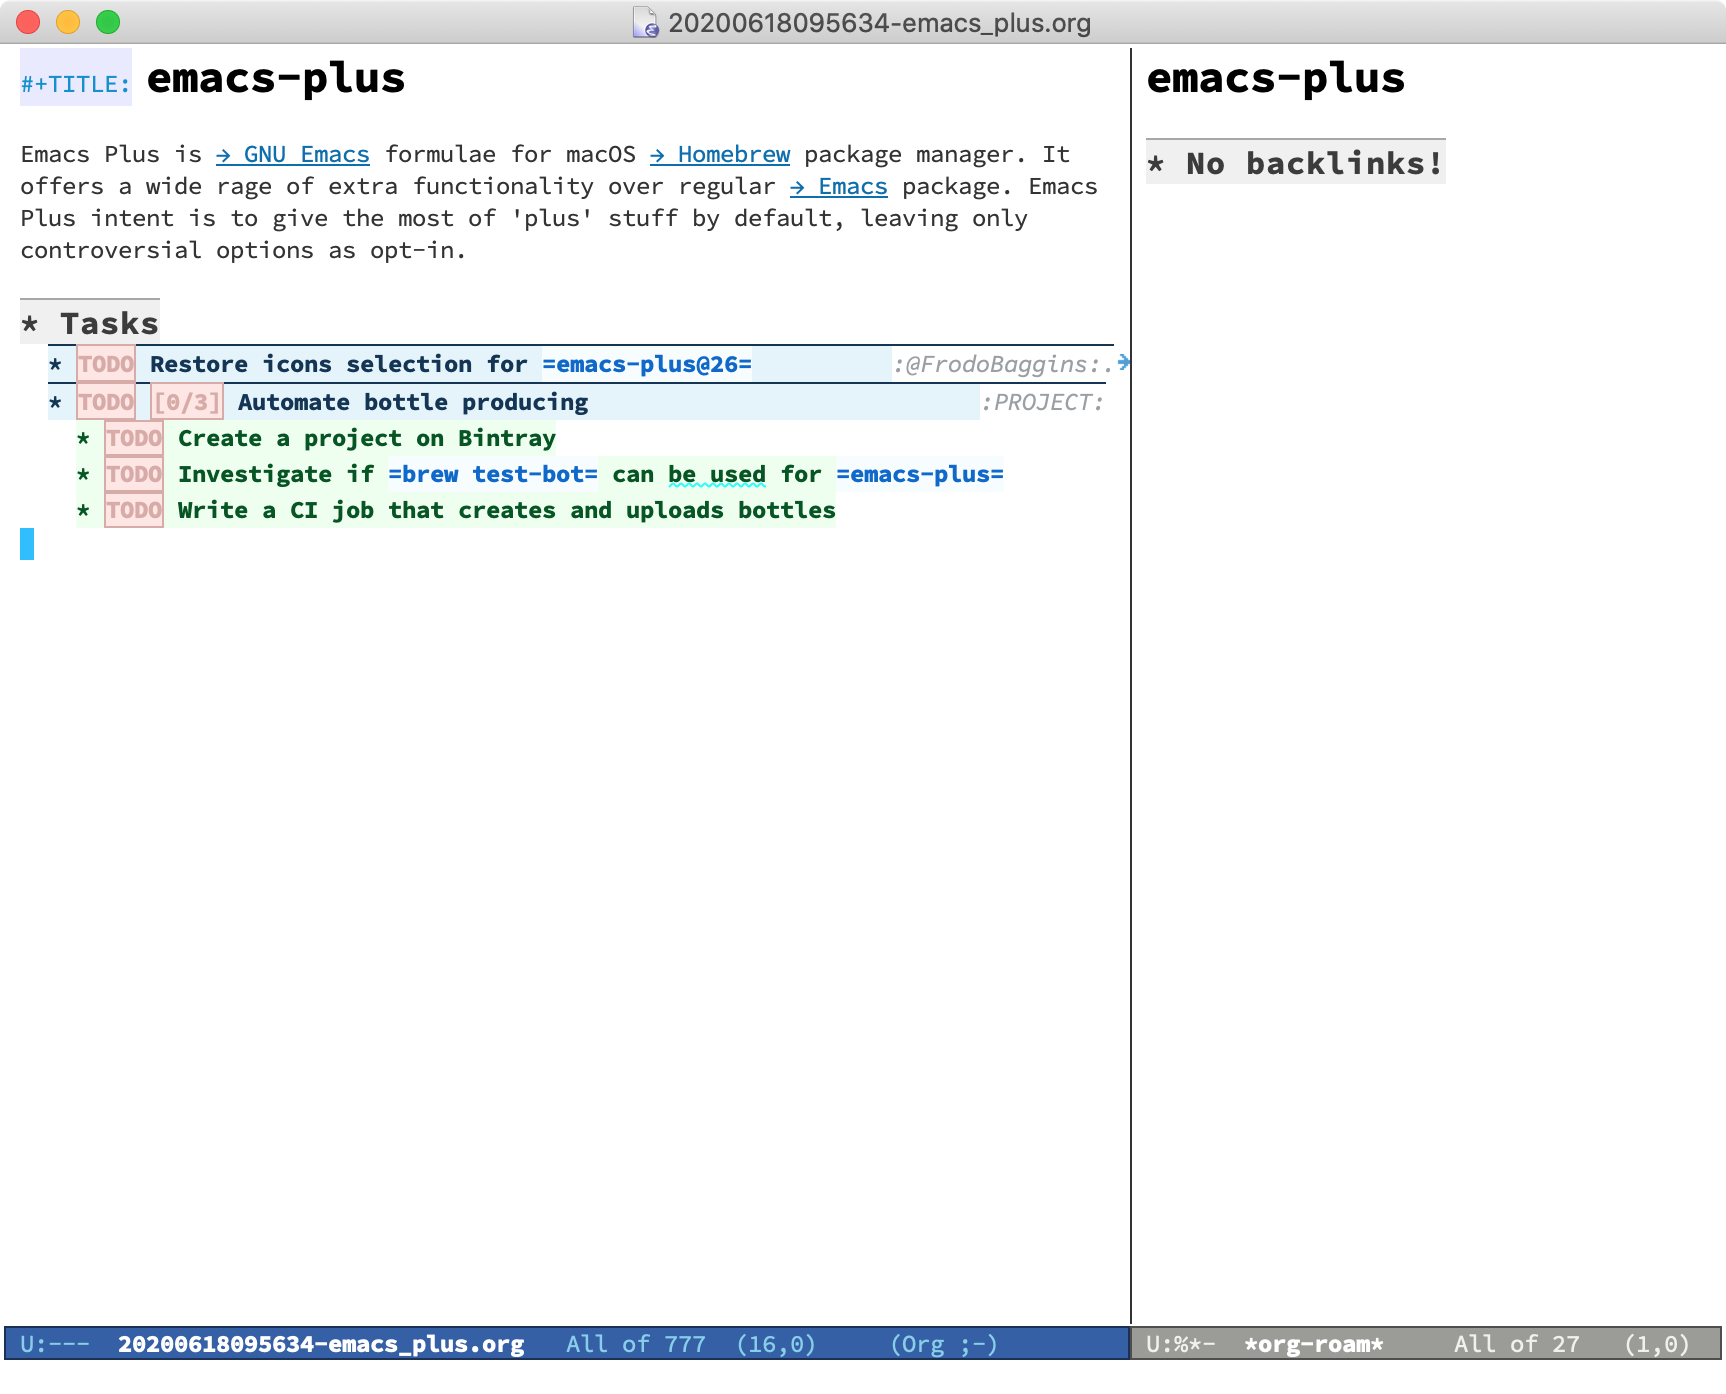 20200618095634-emacs_plus.org
#+TITLE: emacs-plus
Emacs Plus is → GNU Emacs formulae for macOS → Homebrew package manager. It
offers a wide rage of extra functionality over regular → Emacs package. Emacs
Plus intent is to give the most of 'plus' stuff by default, leaving only
controversial options as opt-in.
* Tasks
* TODO Restore icons selection for =emacs-plus@26= :@FrodoBaggins:.
* TODO [0/3] Automate bottle producing :PROJECT:
* TODO Create a project on Bintray
* TODO Investigate if =brew test-bot= can be used for =emacs-plus=
* TODO Write a CI job that creates and uploads bottles
U:--- 20200618095634-emacs_plus.org All of 777 (16,0) (Org ;-)
emacs-plus
* No backlinks!
U:%*- *org-roam* All of 27 (1,0)